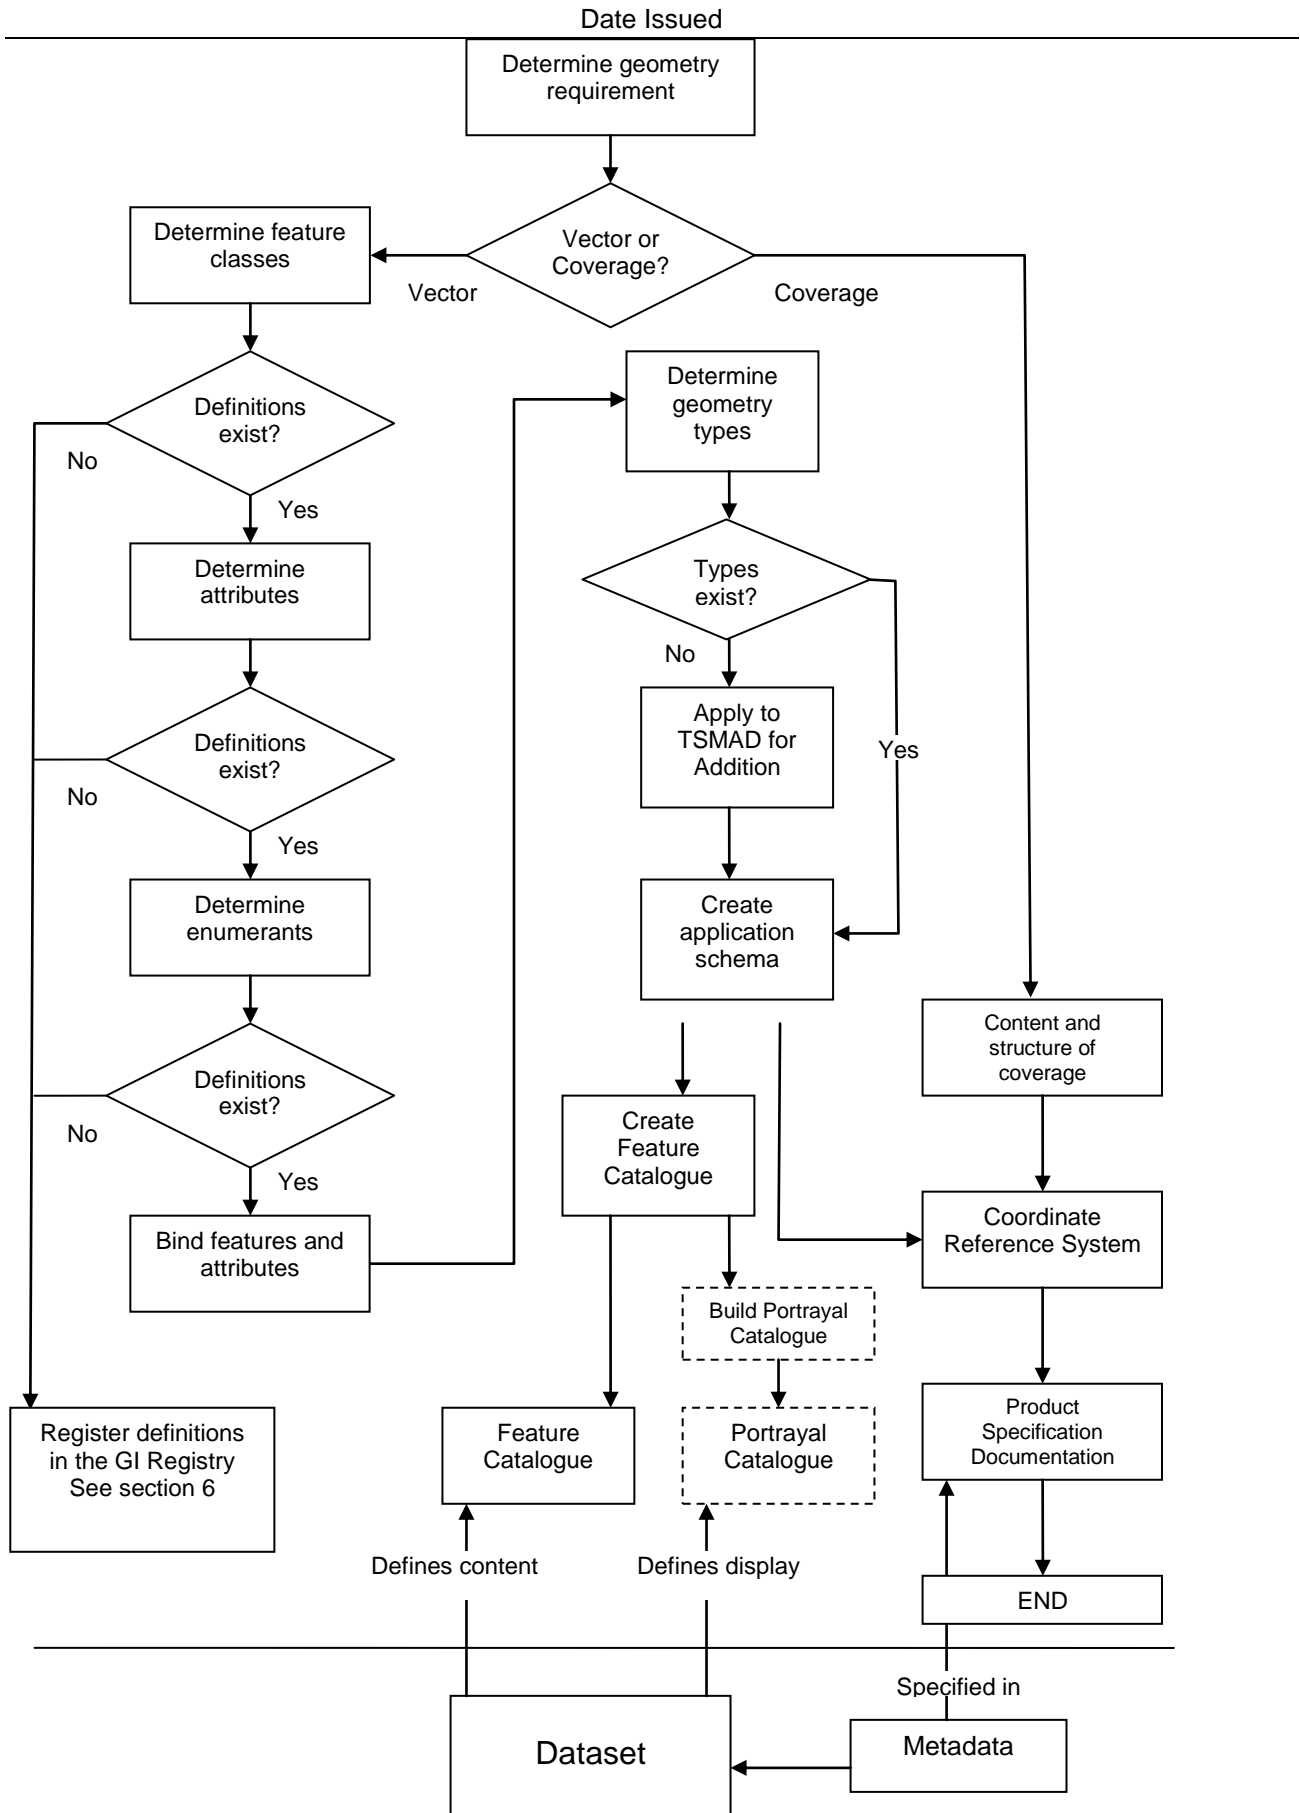 Date Issued
Determine geometry
requirement
Vector or
Coverage?
Vector
Coverage
Determine feature
classes
Definitions
exist?
No
Yes
Determine
attributes
Definitions
exist?
No
Yes
Determine
enumerants
Definitions
exist?
No
Yes
Bind features and
attributes
Register definitions
in the GI Registry
See section 6
Determine
geometry
types
Types
exist?
No
Yes
Apply to
TSMAD for
Addition
Create
application
schema
Create
Feature
Catalogue
Build Portrayal
Catalogue
Feature
Catalogue
Portrayal
Catalogue
Content and
structure of
coverage
Coordinate
Reference System
Product
Specification
Documentation
END
Defines content
Defines display
Specified in
Dataset
Metadata